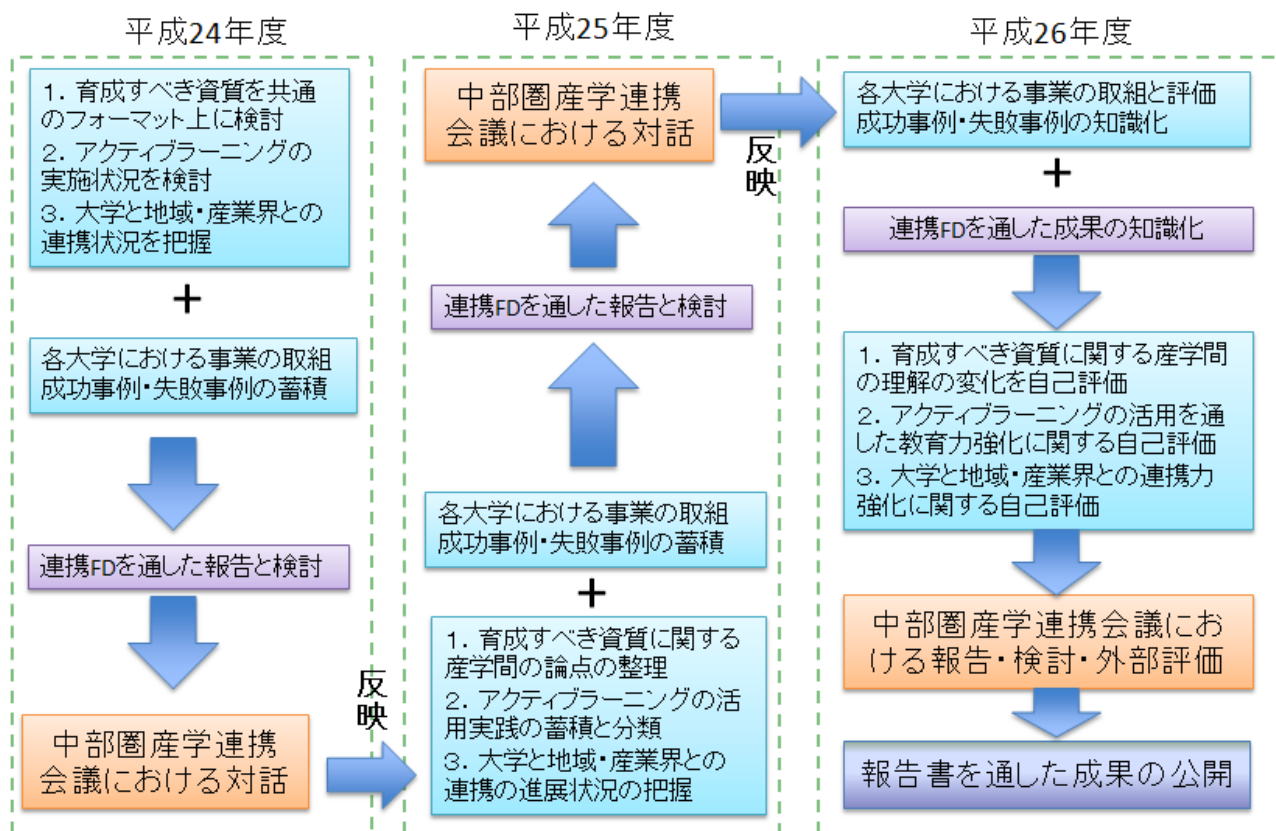 平成24年度
1. 育成すべき資質を共通
のフォーマット上に検討
2. アクティブラーニングの
実施状況を検討
3. 大学と地域・産業界との
連携状況を把握
+
各大学における事業の取組
成功事例・失敗事例の蓄積
連携FDを通した報告と検討
中部圏産学連携
会議における対話
反映
平成25年度
中部圏産学連携
会議における対話
連携FDを通した報告と検討
各大学における事業の取組
成功事例・失敗事例の蓄積
+
1. 育成すべき資質に関する
産学間の論点の整理
2. アクティブラーニングの活
用実践の蓄積と分類
3. 大学と地域・産業界との
連携の進展状況の把握
反映
平成26年度
各大学における事業の取組と評価
成功事例・失敗事例の知識化
+
連携FDを通した成果の知識化
1. 育成すべき資質に関する産学間
の理解の変化を自己評価
2. アクティブラーニングの活用を通
した教育力強化に関する自己評価
3. 大学と地域・産業界との連携力
強化に関する自己評価
中部圏産学連携会議にお
ける報告・検討・外部評価
報告書を通した成果の公開